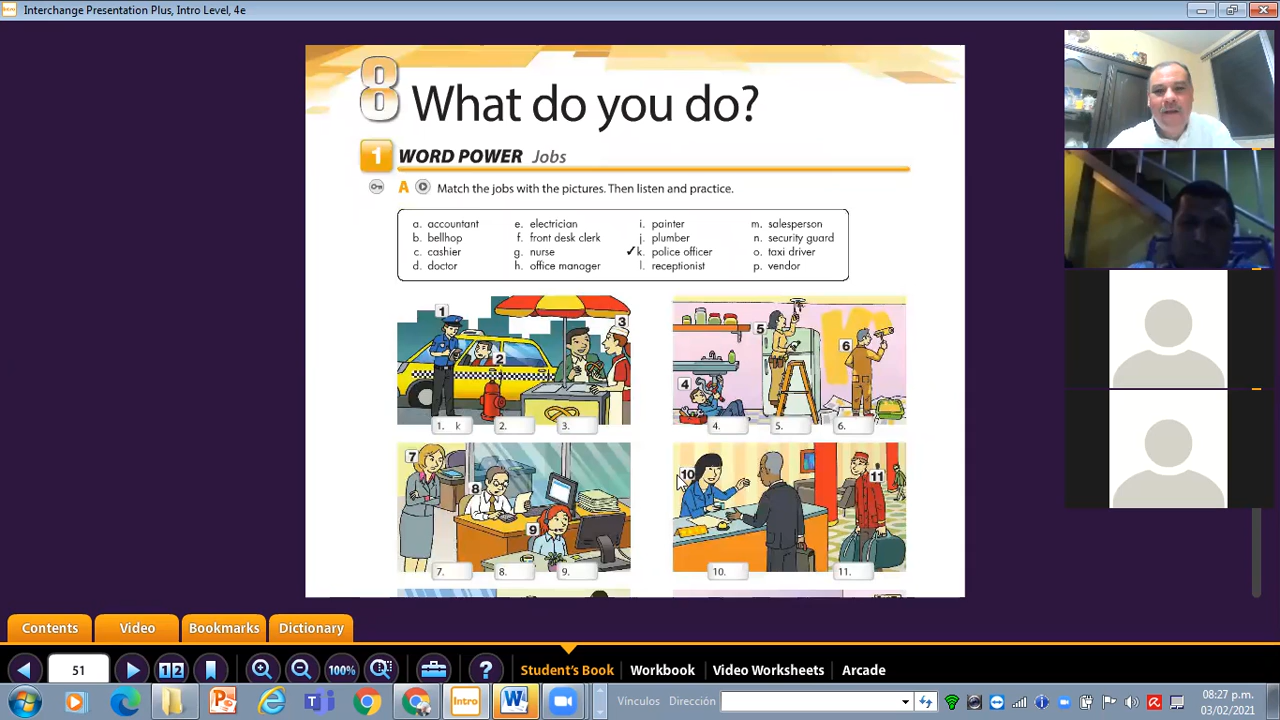 Interchange Presentation Plus, Intro Level, 4e
8 What do you do?
1 WORD POWER Jobs
A Match the jobs with the pictures. Then listen and practice.
a. accountant e. electrician i. painter m. salesperson
b. bellhop f. front desk clerk j. plumber n. security guard
c. cashier g. nurse ✓k. police officer o. taxi driver
d. doctor h. office manager l. receptionist p. vendor
1 2 3
4 5 6
1. k 2. 3.
4. 5. 6.
7 8 9
10 11
7. 8. 9.
10. 11.
Contents Video Bookmarks Dictionary
51 12 100% ? Student's Book Workbook Video Worksheets Arcade
Intro Vínculos Dirección
08:27 p.m.
03/02/2021